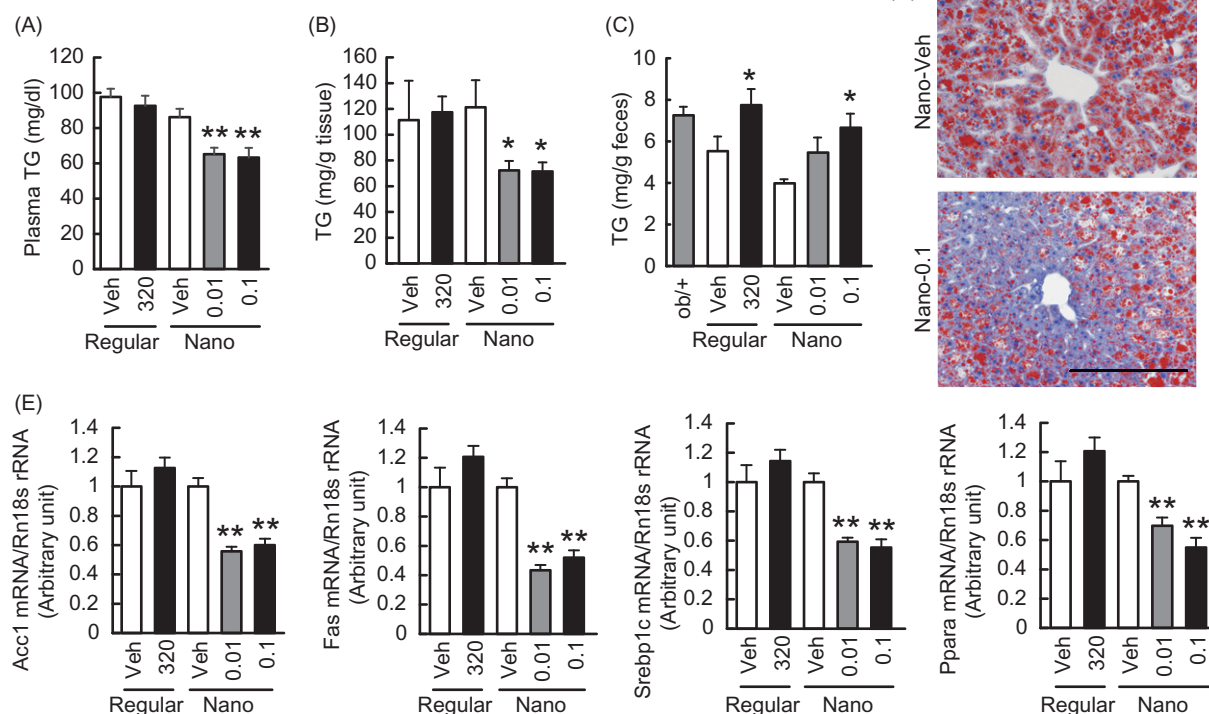 (A)
Plasma TG (mg/dl)
120
100
80
60
40
20
0
Veh
320
Veh
0.01
0.1
** **
Regular
Nano
(B)
TG (mg/g tissue)
160
140
120
100
80
60
40
20
0
Veh
320
Veh
0.01
0.1
* *
Regular
Nano
(C)
TG (mg/g feces)
10
8
6
4
2
0
ob/+
Veh
320
Veh
0.01
0.1
* *
Regular
Nano
Nano-Veh
Nano-0.1
(E)
Acc1 mRNA/Rn18s rRNA
(Arbitrary unit)
1.4
1.2
1
0.8
0.6
0.4
0.2
0
Veh
320
Veh
0.01
0.1
** **
Regular
Nano
Fas mRNA/Rn18s rRNA
(Arbitrary unit)
1.4
1.2
1
0.8
0.6
0.4
0.2
0
Veh
320
Veh
0.01
0.1
** **
Regular
Nano
Srebp1c mRNA/Rn18s rRNA
(Arbitrary unit)
1.4
1.2
1
0.8
0.6
0.4
0.2
0
Veh
320
Veh
0.01
0.1
** **
Regular
Nano
Ppara mRNA/Rn18s rRNA
(Arbitrary unit)
1.4
1.2
1
0.8
0.6
0.4
0.2
0
Veh
320
Veh
0.01
0.1
** **
Regular
Nano